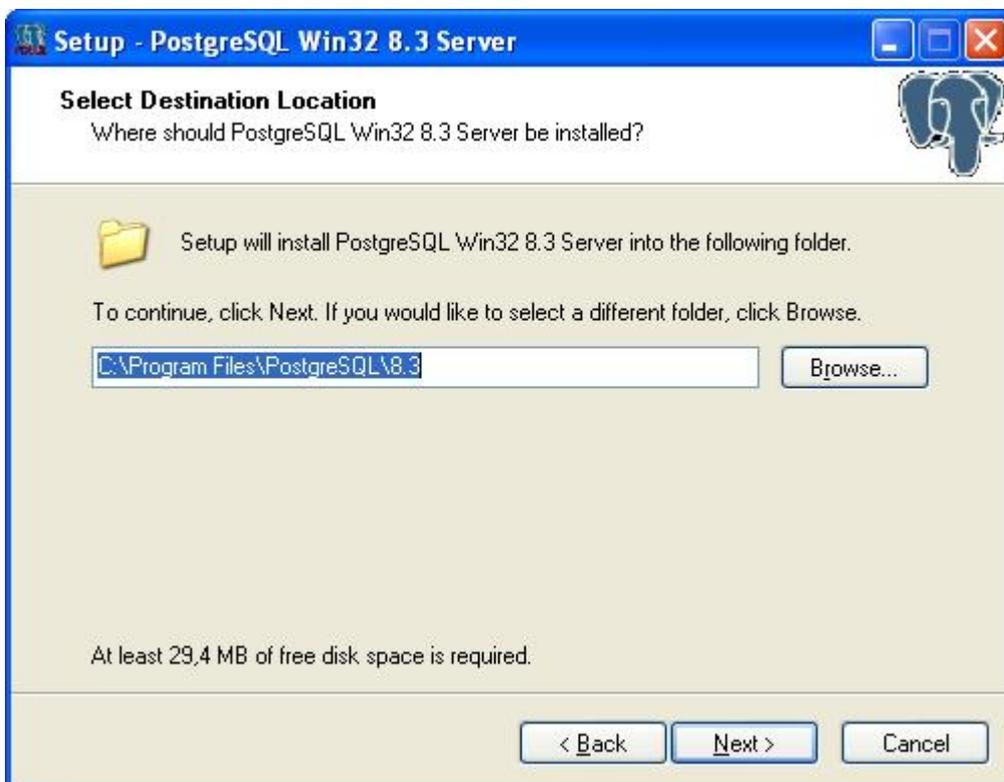 Setup - PostgreSQL Win32 8.3 Server
Select Destination Location
Where should PostgreSQL Win32 8.3 Server be installed?
Setup will install PostgreSQL Win32 8.3 Server into the following folder.
To continue, click Next. If you would like to select a different folder, click Browse.
C:\Program Files\PostgreSQL\8.3
Browse...
At least 29,4 MB of free disk space is required.
< Back
Next >
Cancel